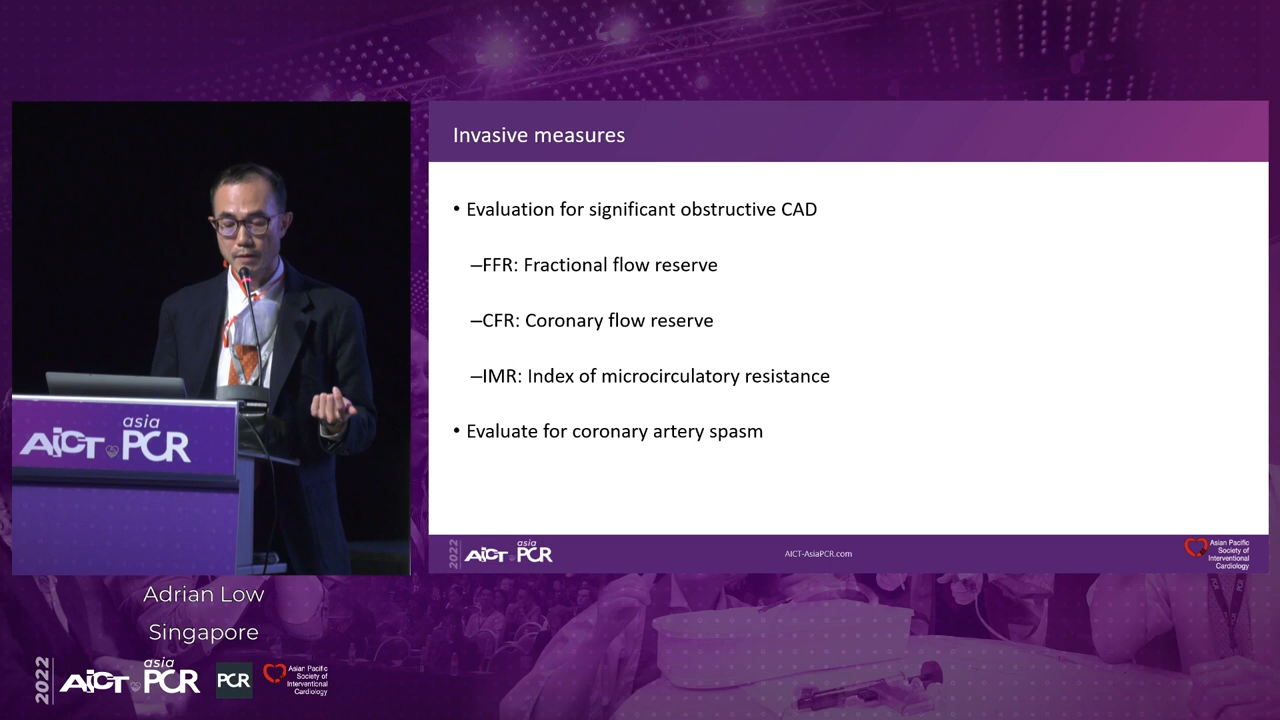 Invasive measures
• Evaluation for significant obstructive CAD
–FFR: Fractional flow reserve
–CFR: Coronary flow reserve
–IMR: Index of microcirculatory resistance
• Evaluate for coronary artery spasm
asia
AICT PCR
2022 AICT asia PCR
AICT-AsiaPCR.com
Asian Pacific
Society of
Interventional
Cardiology
Adrian Low
Singapore
2022 AICT asia PCR
PCR
Asian Pacific
Society of
Interventional
Cardiology